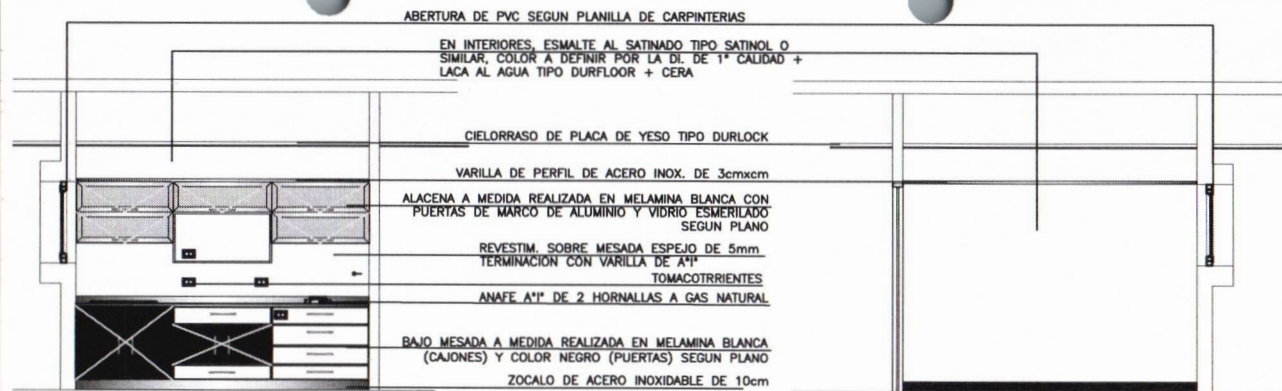 ABERTURA DE PVC SEGUN PLANILLA DE CARPINTERIAS
EN INTERIORES, ESMALTE AL SATINADO TIPO SATINOL O
SIMILAR, COLOR A DEFINIR POR LA DI. DE 1ª CALIDAD +
LACA AL AGUA TIPO DURFLOOR + CERA
CIELORRASO DE PLACA DE YESO TIPO DURLOCK
VARILLA DE PERFIL DE ACERO INOX. DE 3cmxcm
ALACENA A MEDIDA REALIZADA EN MELAMINA BLANCA CON
PUERTAS DE MARCO DE ALUMINIO Y VIDRIO ESMERILADO
SEGUN PLANO
REVESTIM. SOBRE MESADA ESPEJO DE 5mm
TERMINACION CON VARILLA DE Aº|º
TOMACOTRRIENTES
ANAFE Aº|º DE 2 HORNALLAS A GAS NATURAL
BAJO MESADA A MEDIDA REALIZADA EN MELAMINA BLANCA
(CAJONES) Y COLOR NEGRO (PUERTAS) SEGUN PLANO
ZOCALO DE ACERO INOXIDABLE DE 10cm